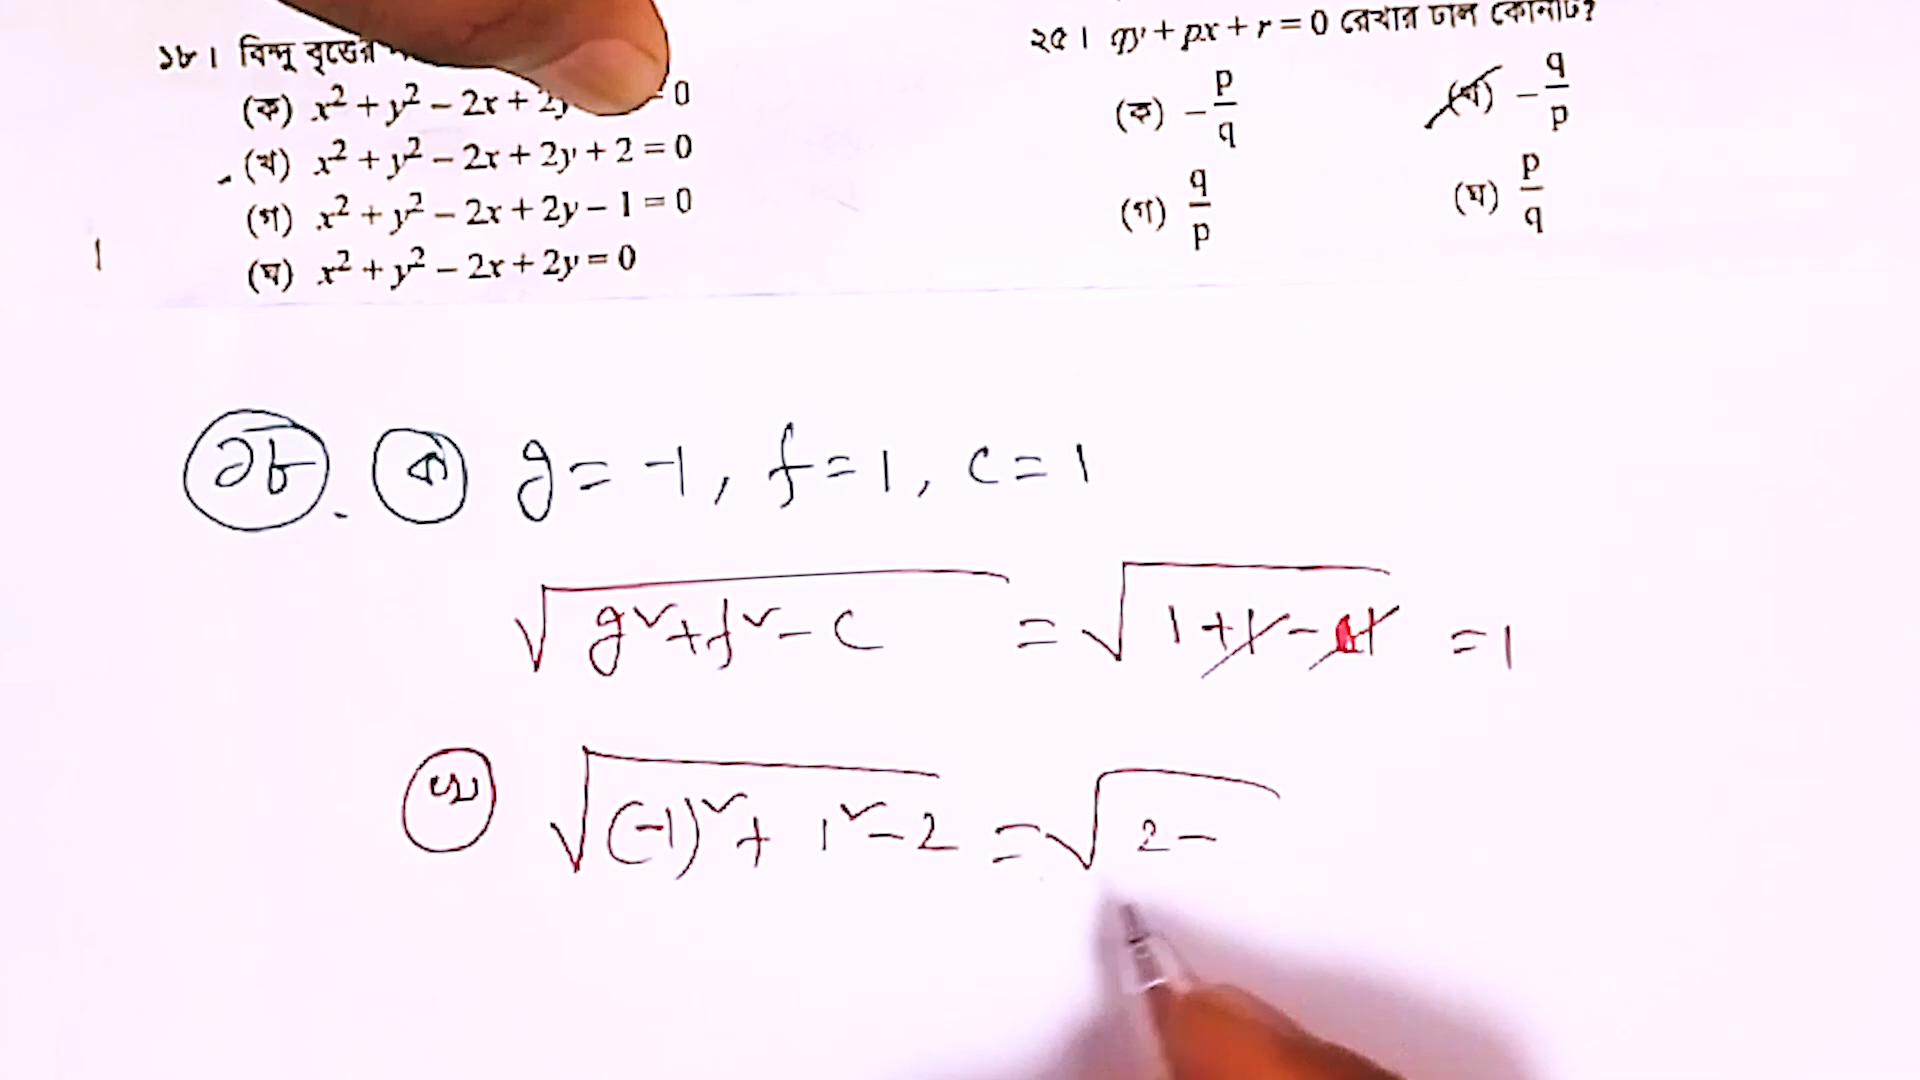 ১৮। বিন্দু বৃত্তের
(ক) x² + y² – 2x + 2y = 0
(খ) x² + y² – 2x + 2y + 2 = 0
(গ) x² + y² – 2x + 2y – 1 = 0
(ঘ) x² + y² – 2x + 2y = 0
২৫। qy + px + r = 0 রেখার ঢাল কোনটি?
(ক) – p/q (খ) – q/p
(গ) q/p (ঘ) p/q
১৮. ক g = -1, f = 1, c = 1
√(g² + f² - c) = √(1 + 1 - 1) = 1
খ √((-1)² + 1² - 2) = √(2 -